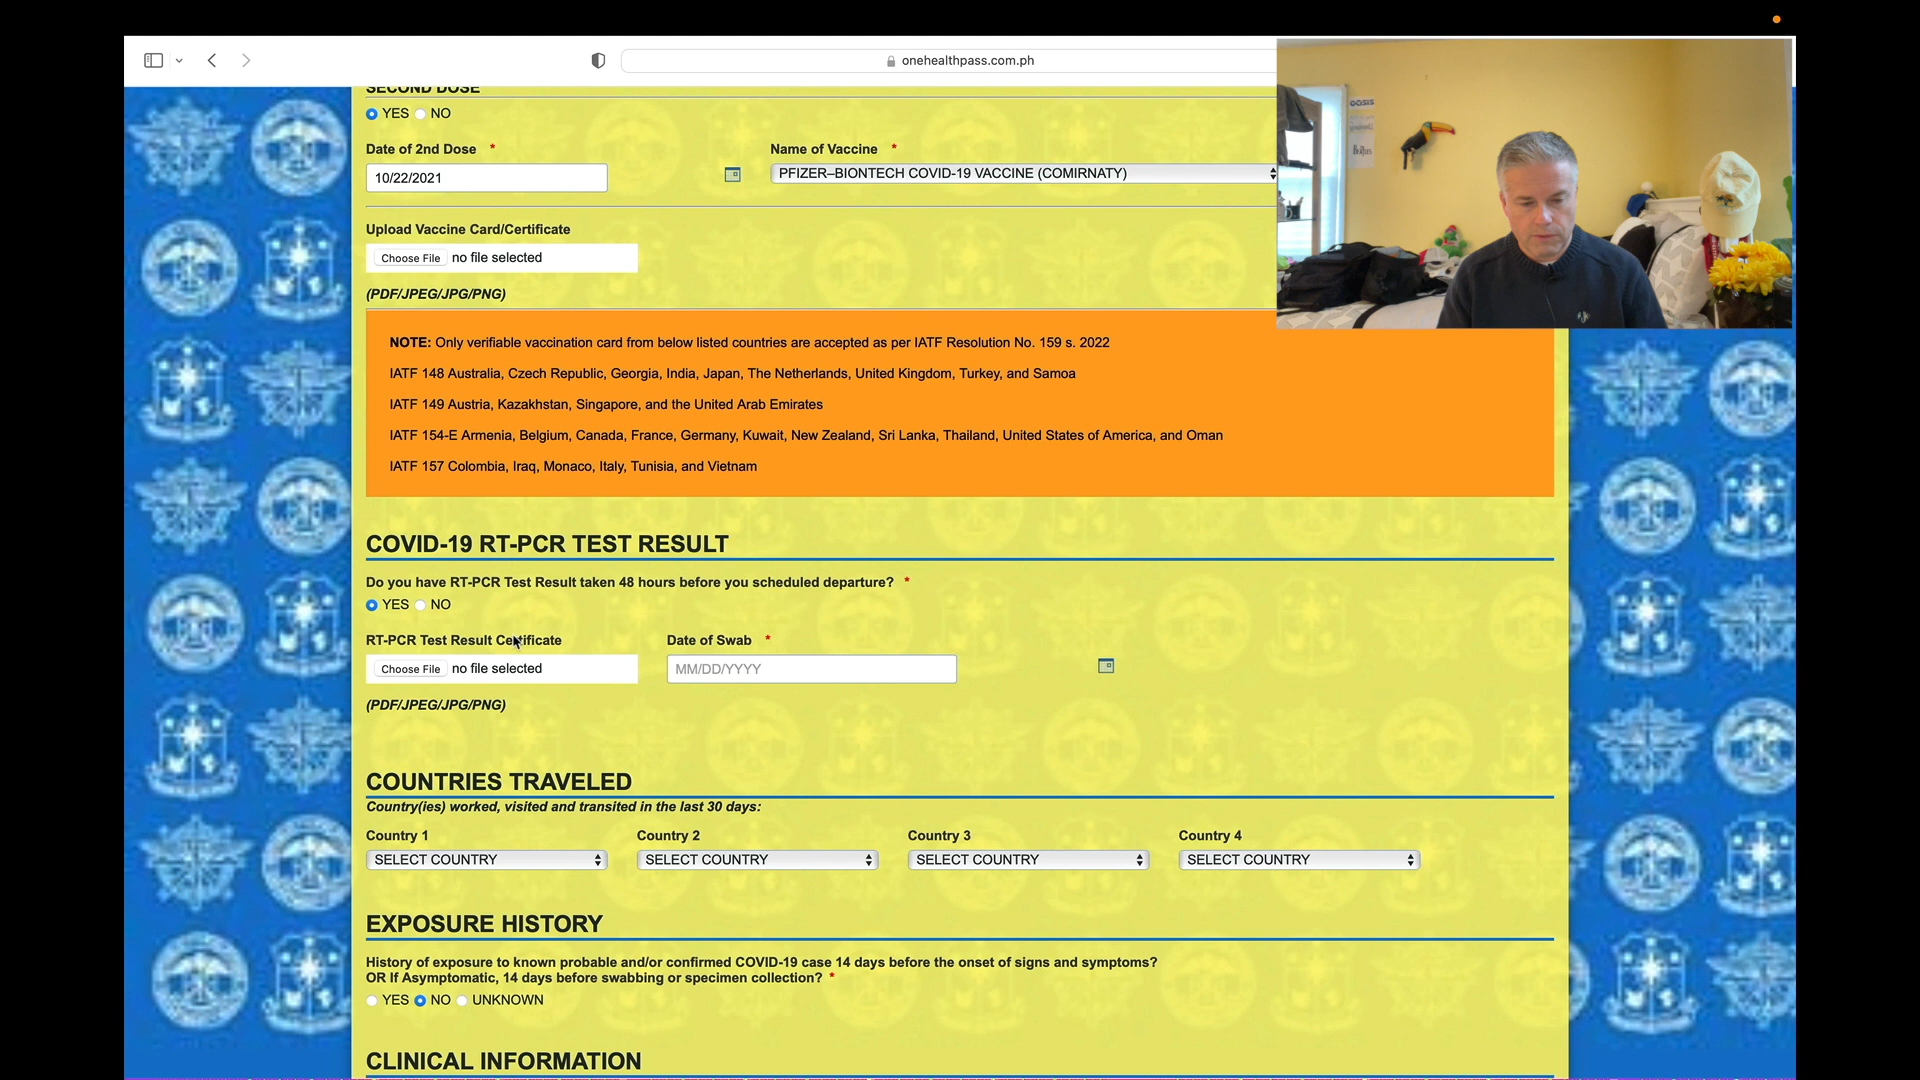 onehealthpass.com.ph
SECOND DOSE
YES NO
Date of 2nd Dose * Name of Vaccine *
10/22/2021 PFIZER–BIONTECH COVID-19 VACCINE (COMIRNATY)
Upload Vaccine Card/Certificate
Choose File no file selected
(PDF/JPEG/JPG/PNG)
NOTE: Only verifiable vaccination card from below listed countries are accepted as per IATF Resolution No. 159 s. 2022
IATF 148 Australia, Czech Republic, Georgia, India, Japan, The Netherlands, United Kingdom, Turkey, and Samoa
IATF 149 Austria, Kazakhstan, Singapore, and the United Arab Emirates
IATF 154-E Armenia, Belgium, Canada, France, Germany, Kuwait, New Zealand, Sri Lanka, Thailand, United States of America, and Oman
IATF 157 Colombia, Iraq, Monaco, Italy, Tunisia, and Vietnam
COVID-19 RT-PCR TEST RESULT
Do you have RT-PCR Test Result taken 48 hours before you scheduled departure? *
YES NO
RT-PCR Test Result Certificate Date of Swab *
Choose File no file selected MM/DD/YYYY
(PDF/JPEG/JPG/PNG)
COUNTRIES TRAVELED
Country(ies) worked, visited and transited in the last 30 days:
Country 1 Country 2 Country 3 Country 4
SELECT COUNTRY SELECT COUNTRY SELECT COUNTRY SELECT COUNTRY
EXPOSURE HISTORY
History of exposure to known probable and/or confirmed COVID-19 case 14 days before the onset of signs and symptoms?
OR If Asymptomatic, 14 days before swabbing or specimen collection? *
YES NO UNKNOWN
CLINICAL INFORMATION
oasis